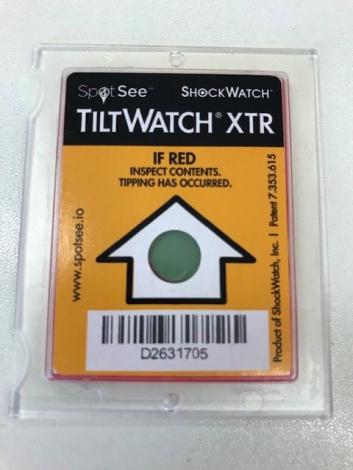 SpotSee™ SHOCKWATCH®
TILTWATCH® XTR
IF RED
INSPECT CONTENTS.
TIPPING HAS OCCURRED.
www.spotsee.io
Product of ShockWatch, Inc. | Patent 7,353,615
D2631705